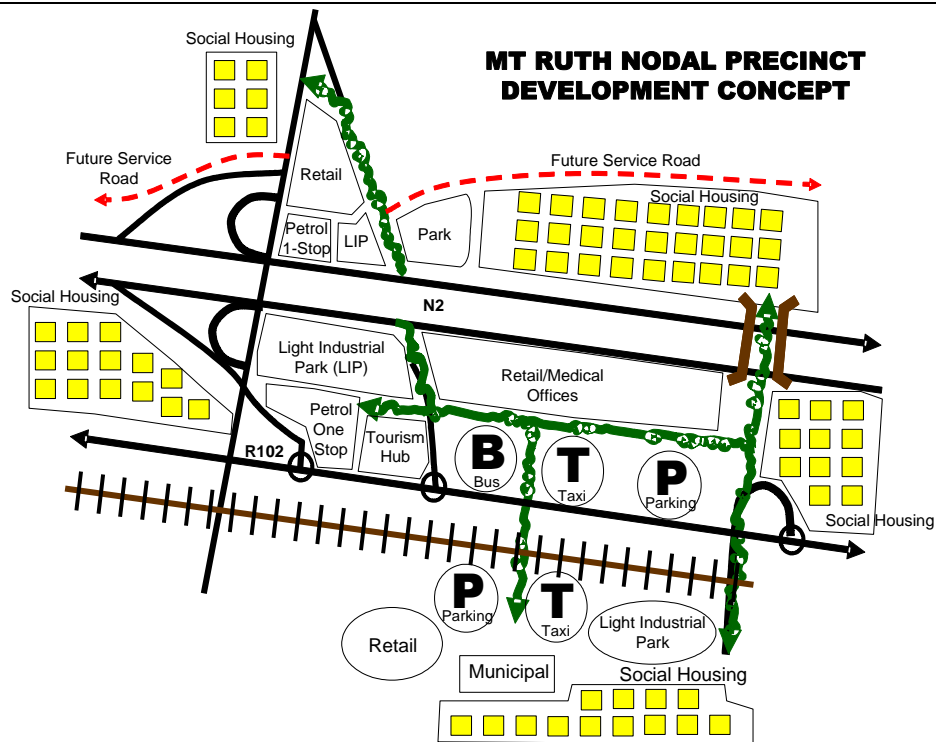 MT RUTH NODAL PRECINCT
DEVELOPMENT CONCEPT
Social Housing
Future Service
Road
Future Service Road
Retail
Social Housing
Petrol
1-Stop
LIP
Park
N2
Social Housing
Light Industrial
Park (LIP)
Retail/Medical
Offices
Petrol
One
Stop
Tourism
Hub
R102
B
Bus
T
Taxi
P
Parking
Social Housing
P
Parking
T
Taxi
Light Industrial
Park
Retail
Municipal
Social Housing